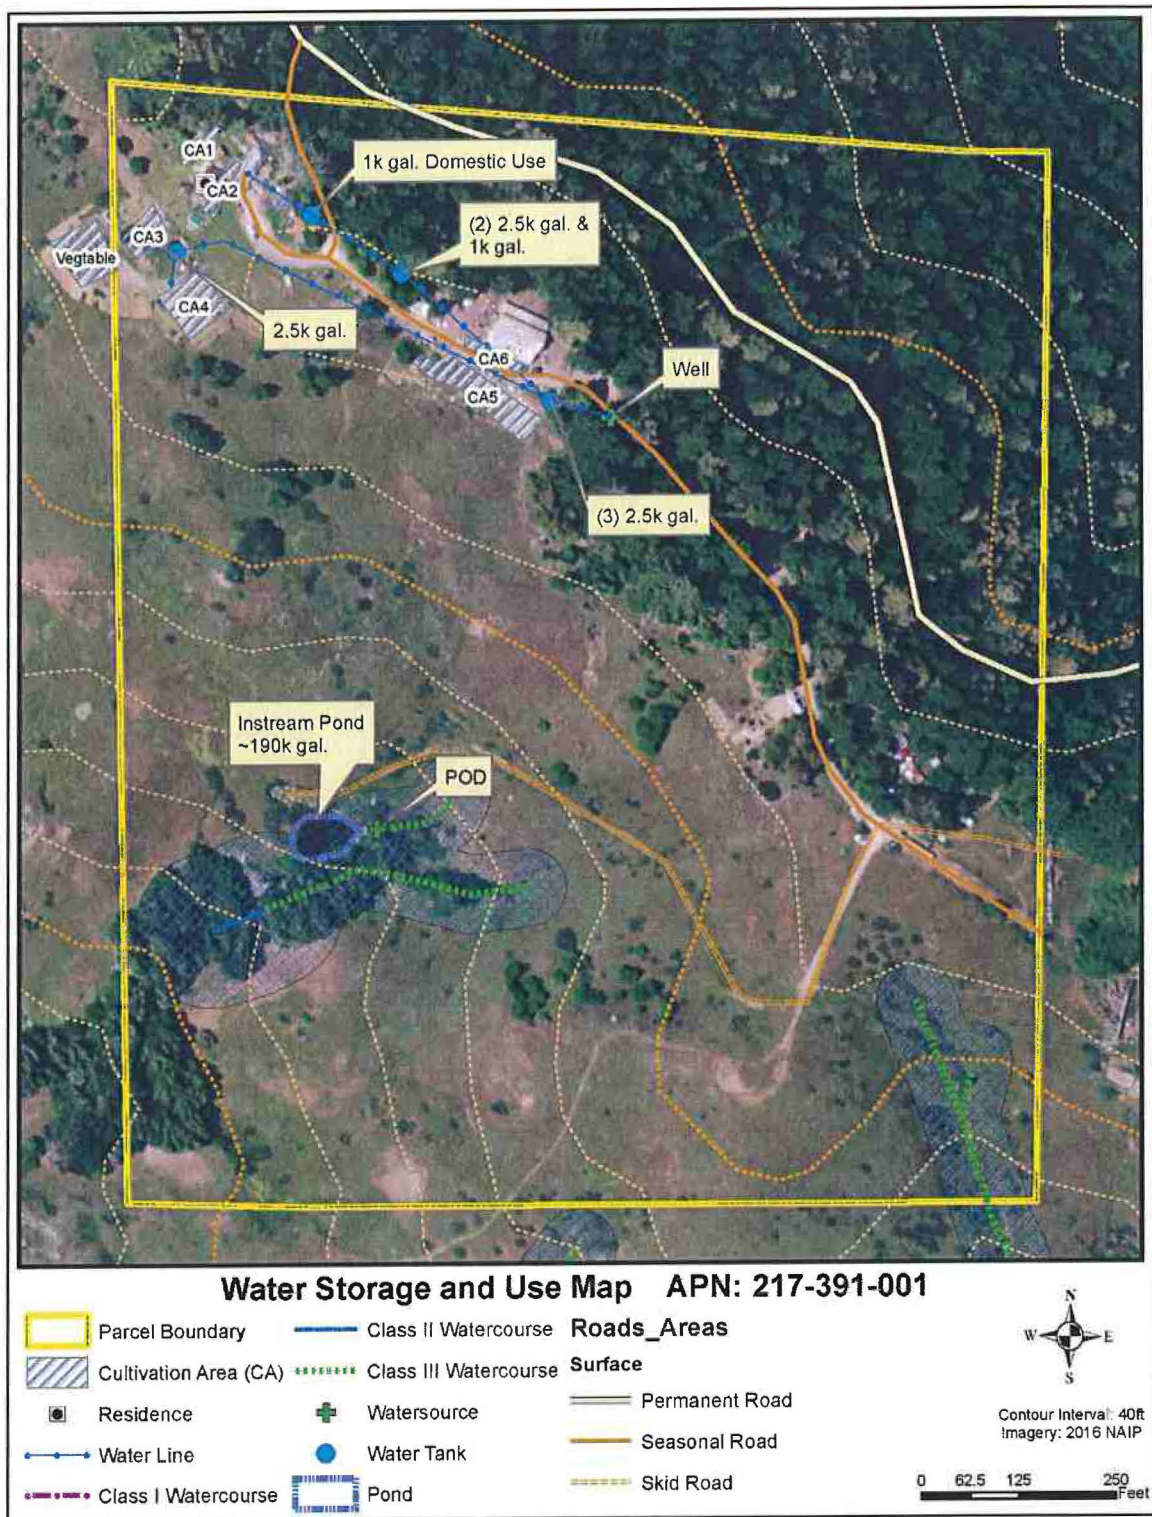 CA1
1k gal. Domestic Use
CA2
(2) 2.5k gal. &
1k gal.
CA3
Vegtable
CA4
2.5k gal.
CA6
Well
CA5
(3) 2.5k gal.
Instream Pond
~190k gal.
POD
Water Storage and Use Map APN: 217-391-001
Parcel Boundary
Cultivation Area (CA)
Residence
Water Line
Class I Watercourse
Class II Watercourse
Class III Watercourse
Watersource
Water Tank
Pond
Roads_Areas
Surface
Permanent Road
Seasonal Road
Skid Road
N
W E
S
Contour Interval: 40ft
Imagery: 2016 NAIP
0 62.5 125 250
Feet